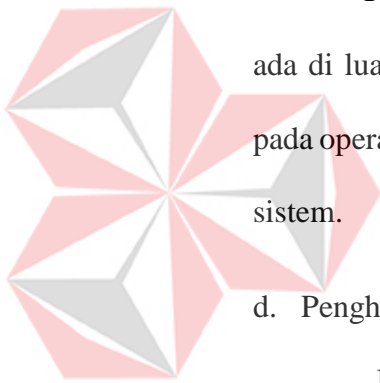 ada di lua
pada opera
sistem.
d. Pengh